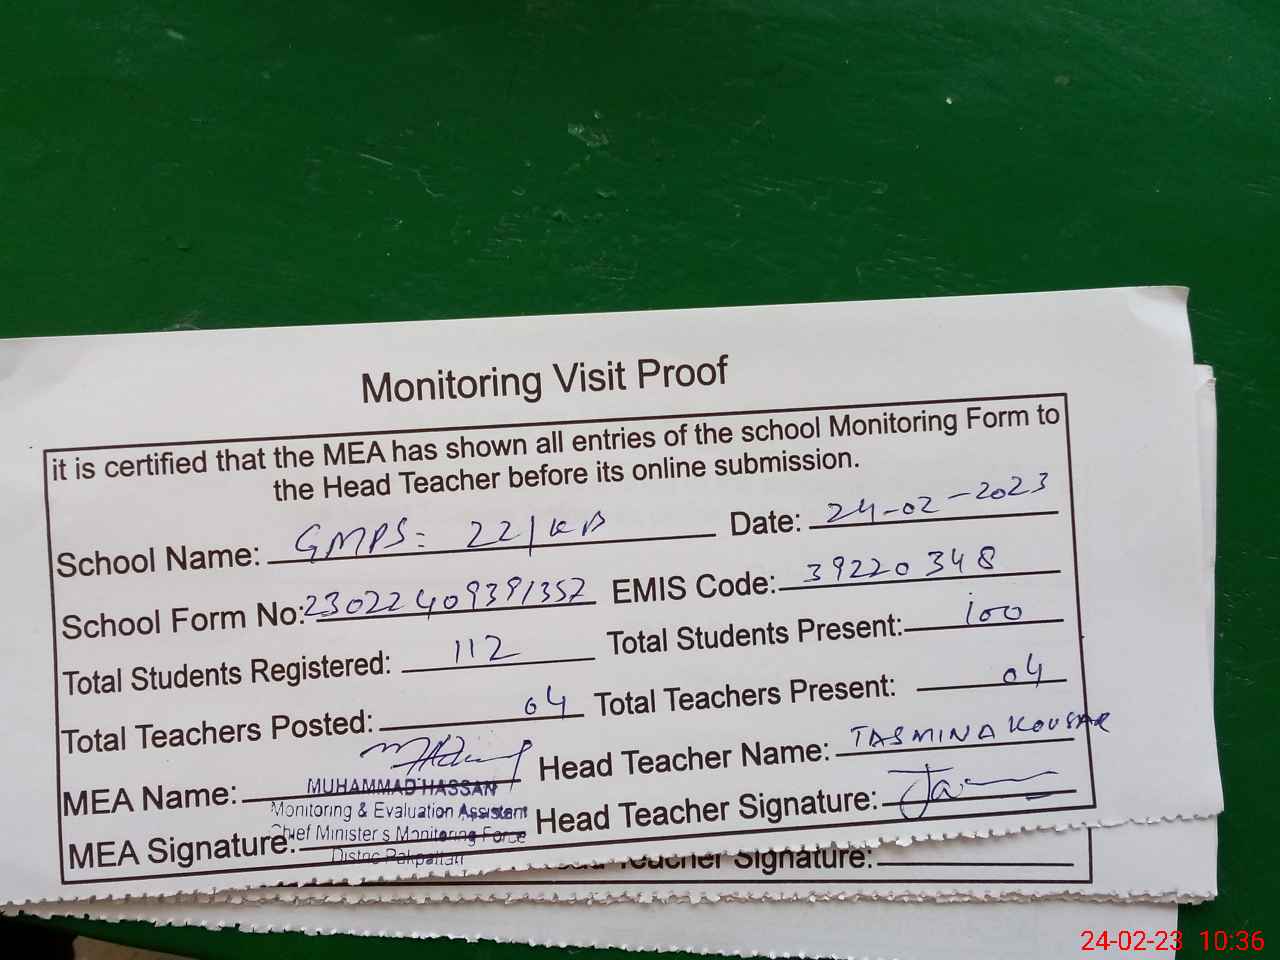 Monitoring Visit Proof
it is certified that the MEA has shown all entries of the school Monitoring Form to
the Head Teacher before its online submission.
School Name: GMPS: 22/KB Date: 24-02-2023
School Form No: 23022409391357 EMIS Code: 39220348
Total Students Registered: 112 Total Students Present: 100
Total Teachers Posted: 04 Total Teachers Present: 04
MEA Name: Head Teacher Name: TASMINA KOUSAR
MUHAMMAD HASSAN
Monitoring & Evaluation Assistant
MEA Signature: Chief Minister's Monitoring Force Head Teacher Signature:
Distric Pakpattan
Teacher Signature:
24-02-23 10:36